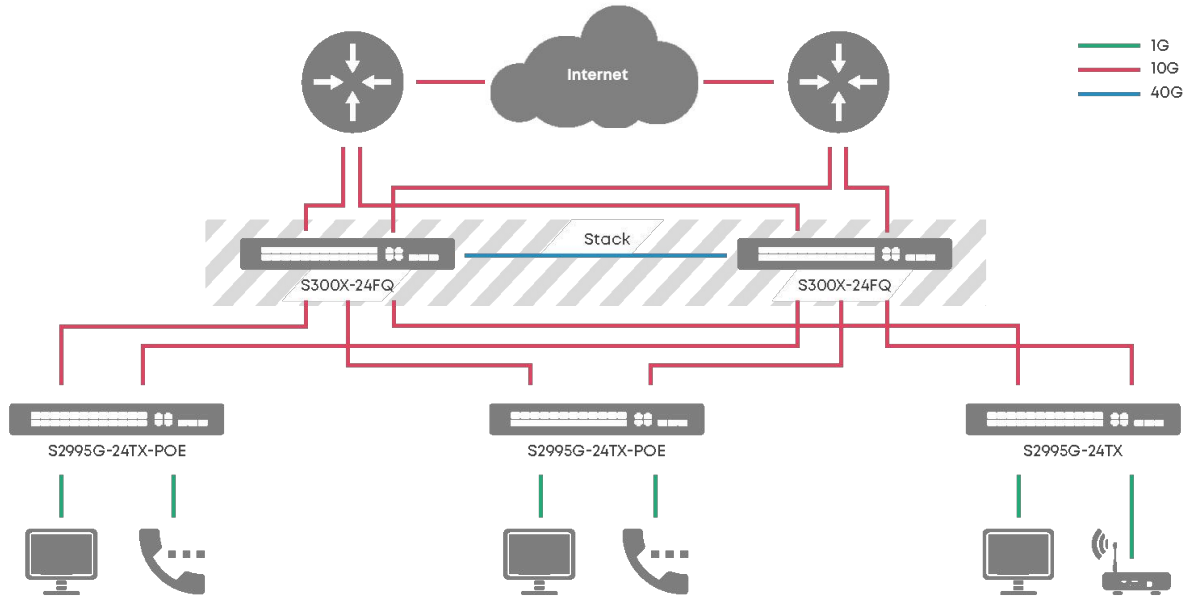 Internet
1G
10G
40G
Stack
S300X-24FQ
S300X-24FQ
S2995G-24TX-POE
S2995G-24TX-POE
S2995G-24TX